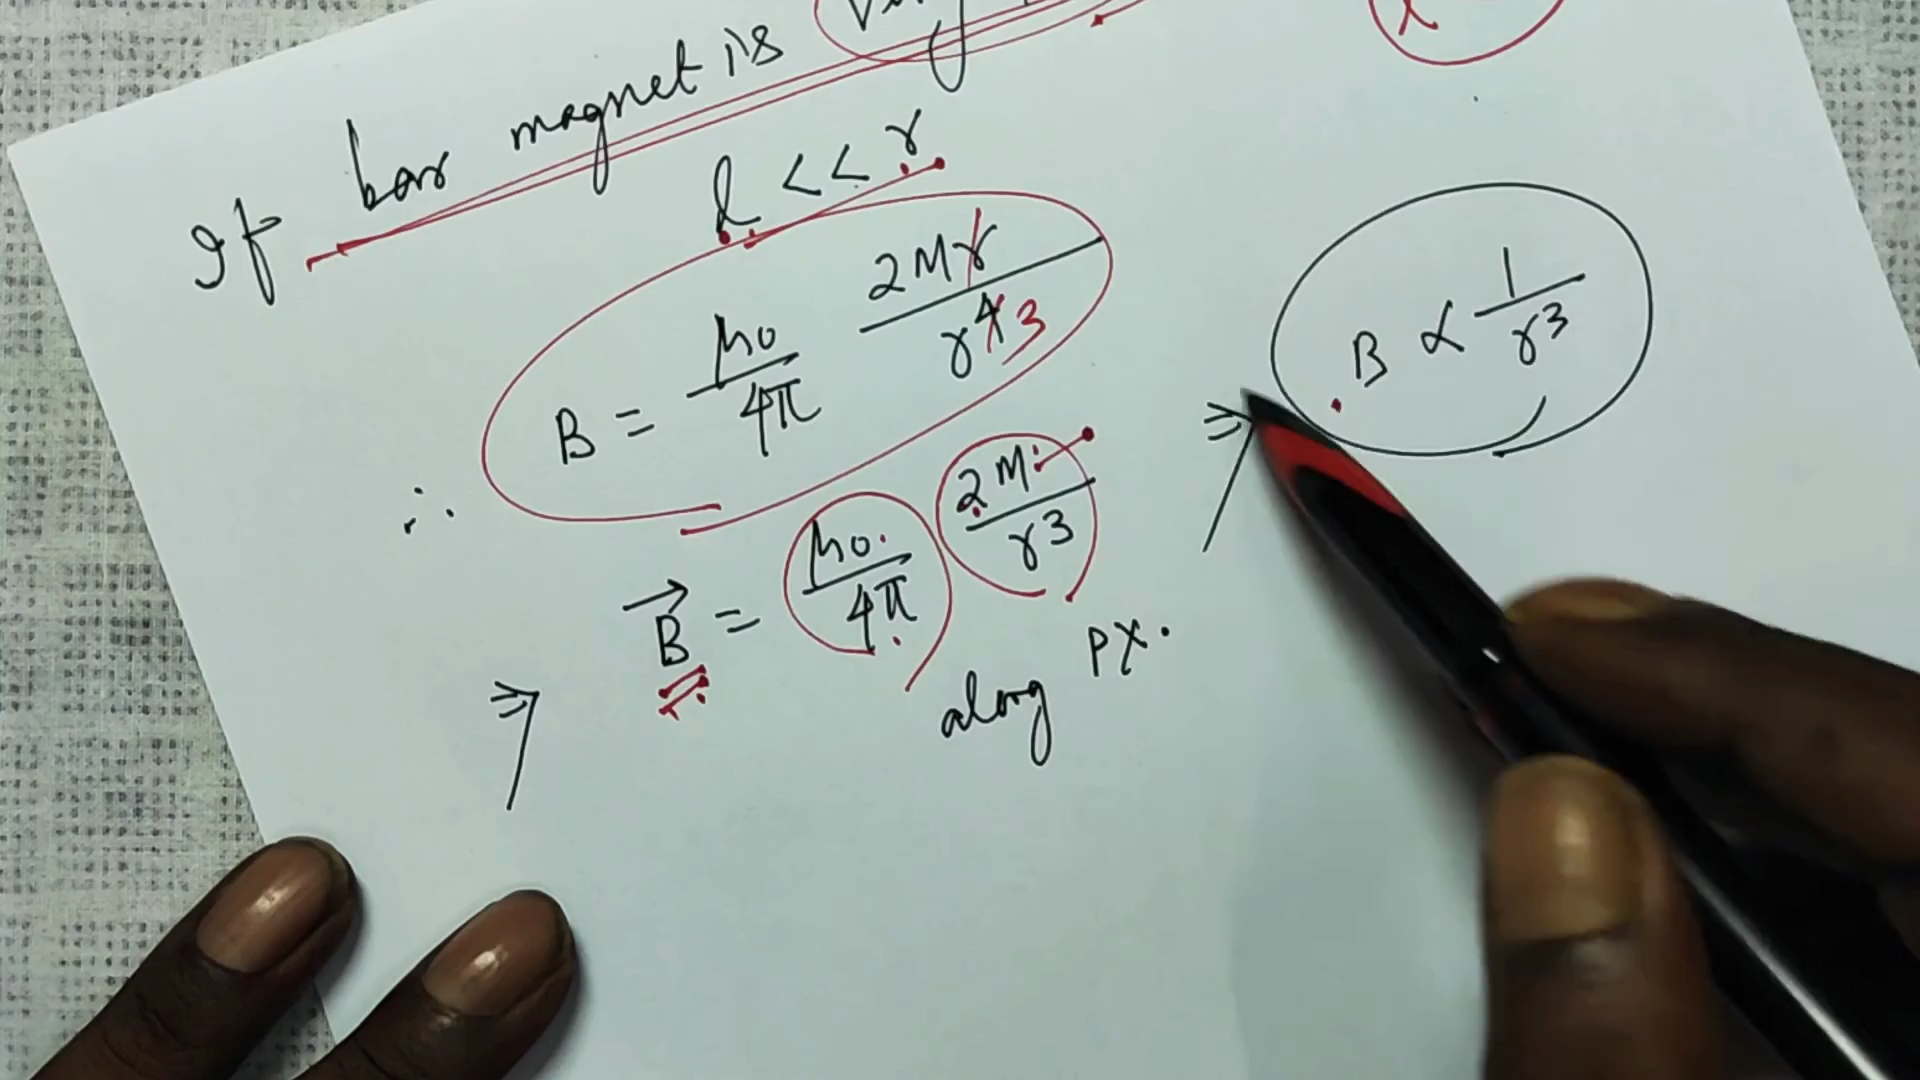 If bar magnet is
l << r
∴ B = μ0/4π 2Mr/r4 3
B ∝ 1/r3
⇒ B⃗ = μ0/4π 2M/r3 ⇒
along PX.